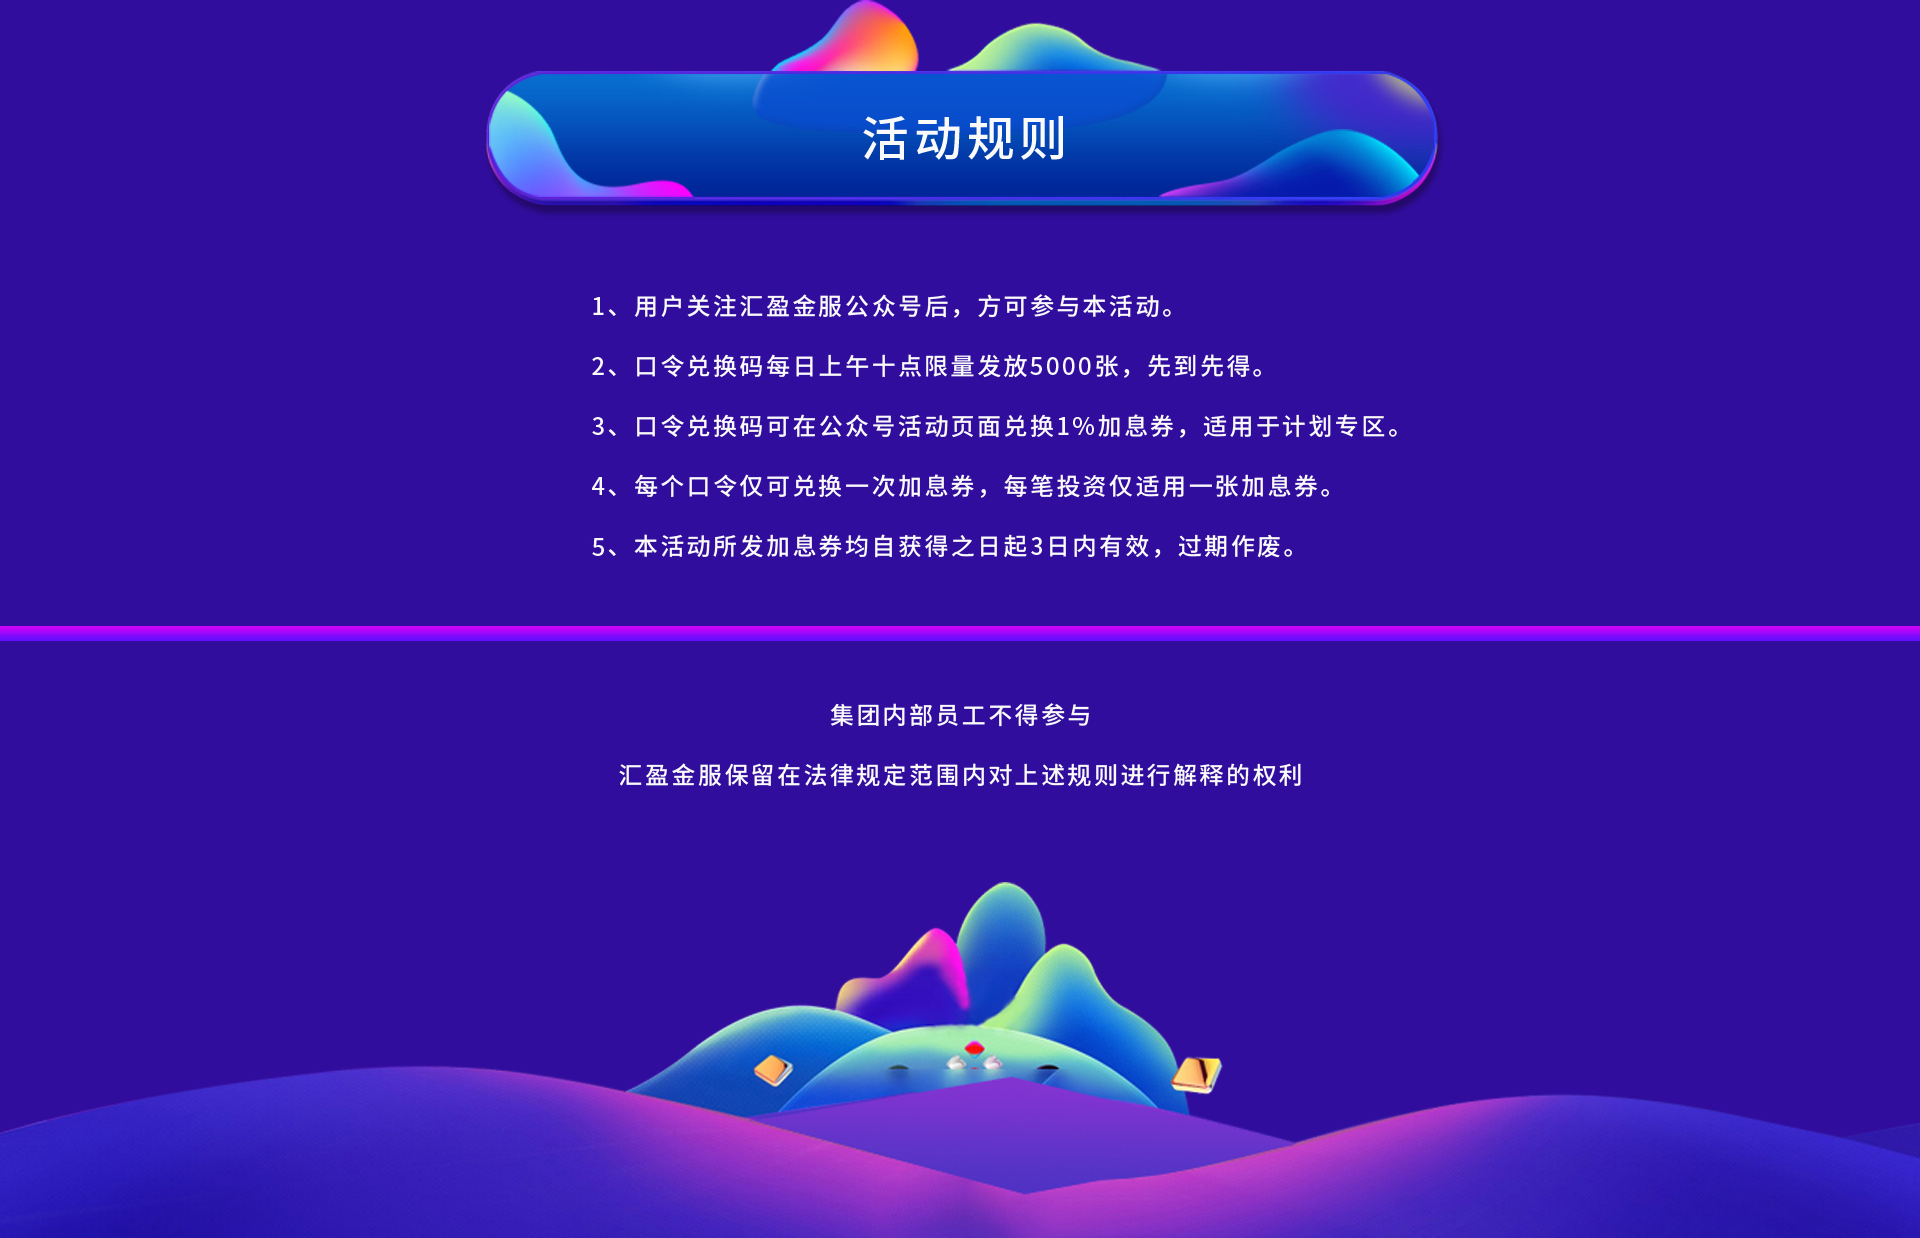 活动规则
1、用户关注汇盈金服公众号后，方可参与本活动。
2、口令兑换码每日上午十点限量发放5000张，先到先得。
3、口令兑换码可在公众号活动页面兑换1%加息券，适用于计划专区。
4、每个口令仅可兑换一次加息券，每笔投资仅适用一张加息券。
5、本活动所发加息券均自获得之日起3日内有效，过期作废。
集团内部员工不得参与
汇盈金服保留在法律规定范围内对上述规则进行解释的权利